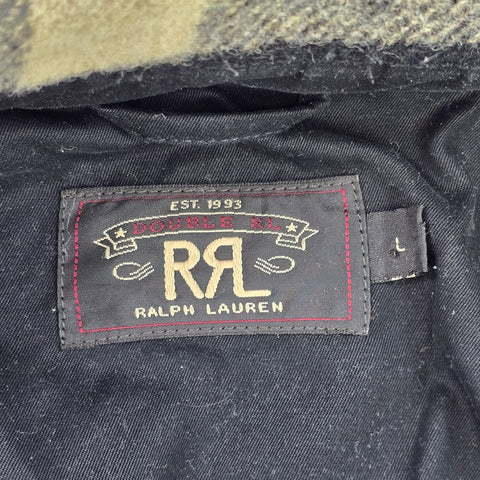 EST. 1993
DOUBLE RL
RRL
RALPH LAUREN
L